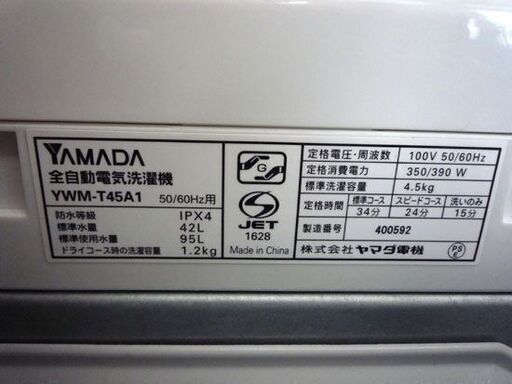 YAMADA
全自動電気洗濯機
YWM-T45A1 50/60Hz用
防水等級 IPX4
標準水量 42L
標準使用水量 95L
ドライコース時の洗濯容量 1.2kg
G
S
JET
1628
Made in China
定格電圧・周波数 100V 50/60Hz
定格消費電力 350/390 W
標準洗濯容量 4.5kg
定格時間 標準コース スピードコース 洗いのみ
34分 24分 15分
製造番号 400592
株式会社 ヤマダ電機
PS
E